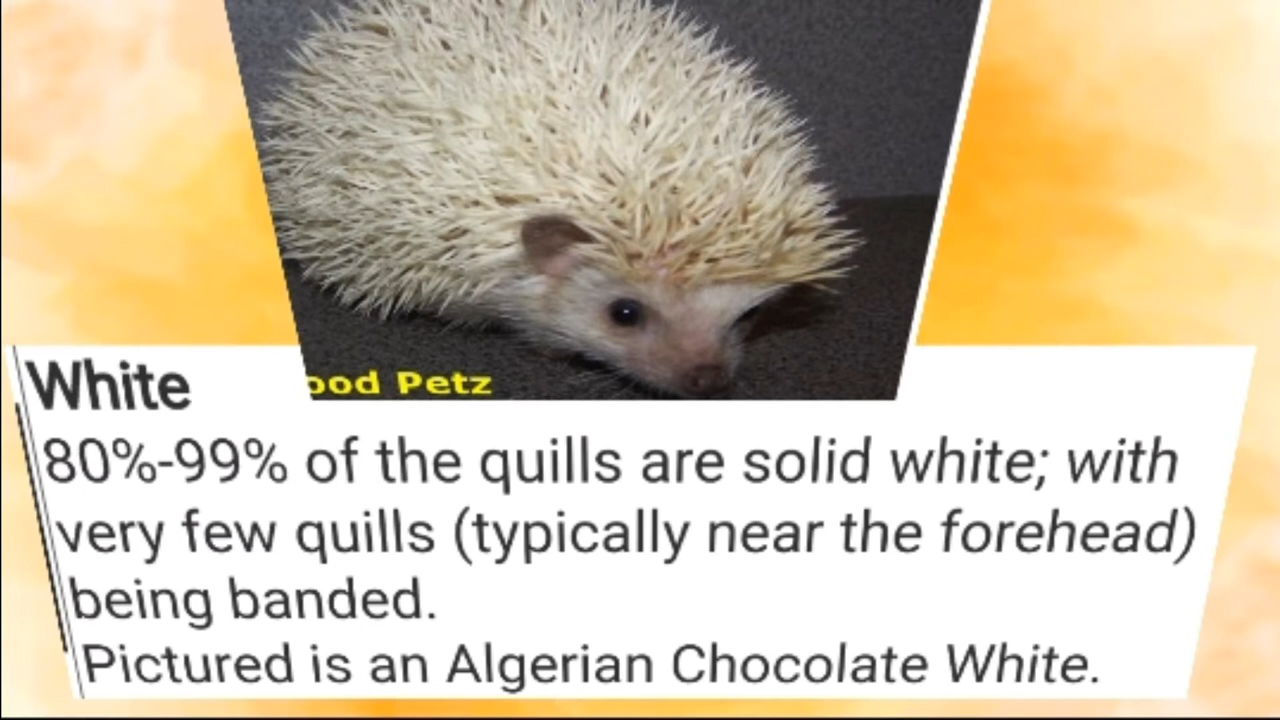 White
ood Petz
80%-99% of the quills are solid white; with
very few quills (typically near the forehead)
being banded.
Pictured is an Algerian Chocolate White.